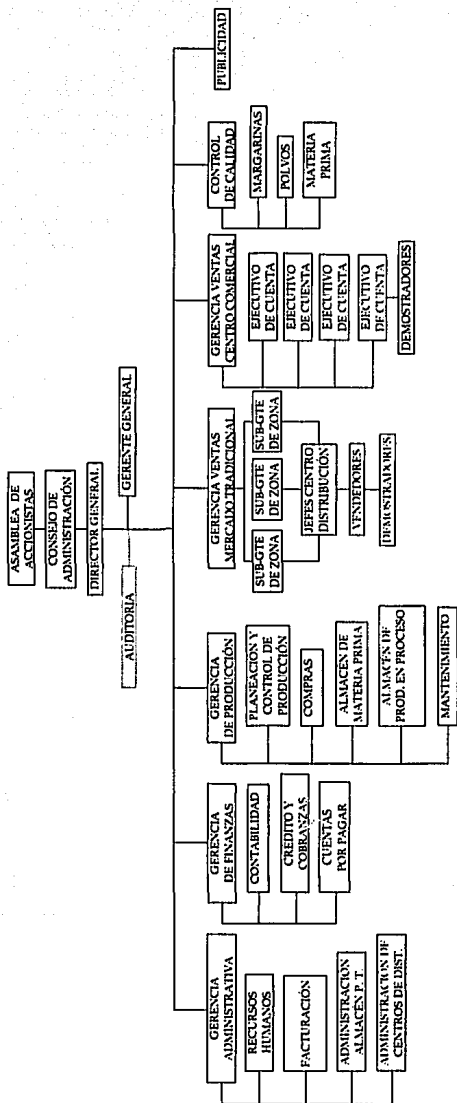 ASAMBLEA DE
ACCIONISTAS
CONSEJO DE
ADMINISTRACIÓN
DIRECTOR GENERAL
AUDITORIA
GERENTE GENERAL
GERENCIA
ADMINISTRATIVA
RECURSOS
HUMANOS
FACTURACIÓN
ADMINISTRACIÓN
ALMACÉN P. T.
ADMINISTRACION DE
CENTROS DE DIST.
GERENCIA
DE FINANZAS
CONTABILIDAD
CREDITO Y
COBRANZAS
CUENTAS
POR PAGAR
GERENCIA
DE PRODUCCIÓN
PLANEACION Y
CONTROL DE
PRODUCCIÓN
COMPRAS
ALMACÉN DE
MATERIA PRIMA
ALMACÉN DE
PROD. EN PROCESO
MANTENIMIENTO
GERENCIA VENTAS
MERCADO TRADICIONAL
SUB-GTE
DE ZONA
SUB-GTE
DE ZONA
SUB-GTE
DE ZONA
JEFES CENTRO
DISTRIBUCIÓN
VENDEDORES
DEMOSTRADORES
GERENCIA VENTAS
CENTRO COMERCIAL
EJECUTIVO
DE CUENTA
EJECUTIVO
DE CUENTA
EJECUTIVO
DE CUENTA
EJECUTIVO
DE CUENTA
DEMOSTRADORES
CONTROL
DE CALIDAD
MARGARINAS
POLVOS
MATERIA
PRIMA
PUBLICIDAD